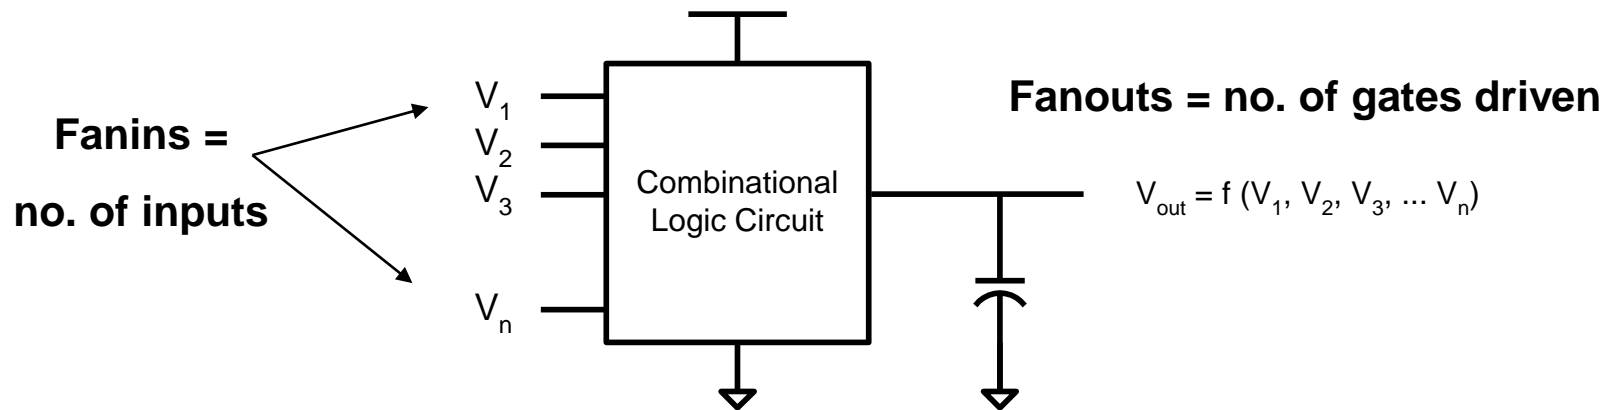 Fanins =
no. of inputs
V₁
V₂
V₃
Vₙ
Combinational
Logic Circuit
Fanouts = no. of gates driven
Vₒᵤₜ = f (V₁, V₂, V₃, ... Vₙ)